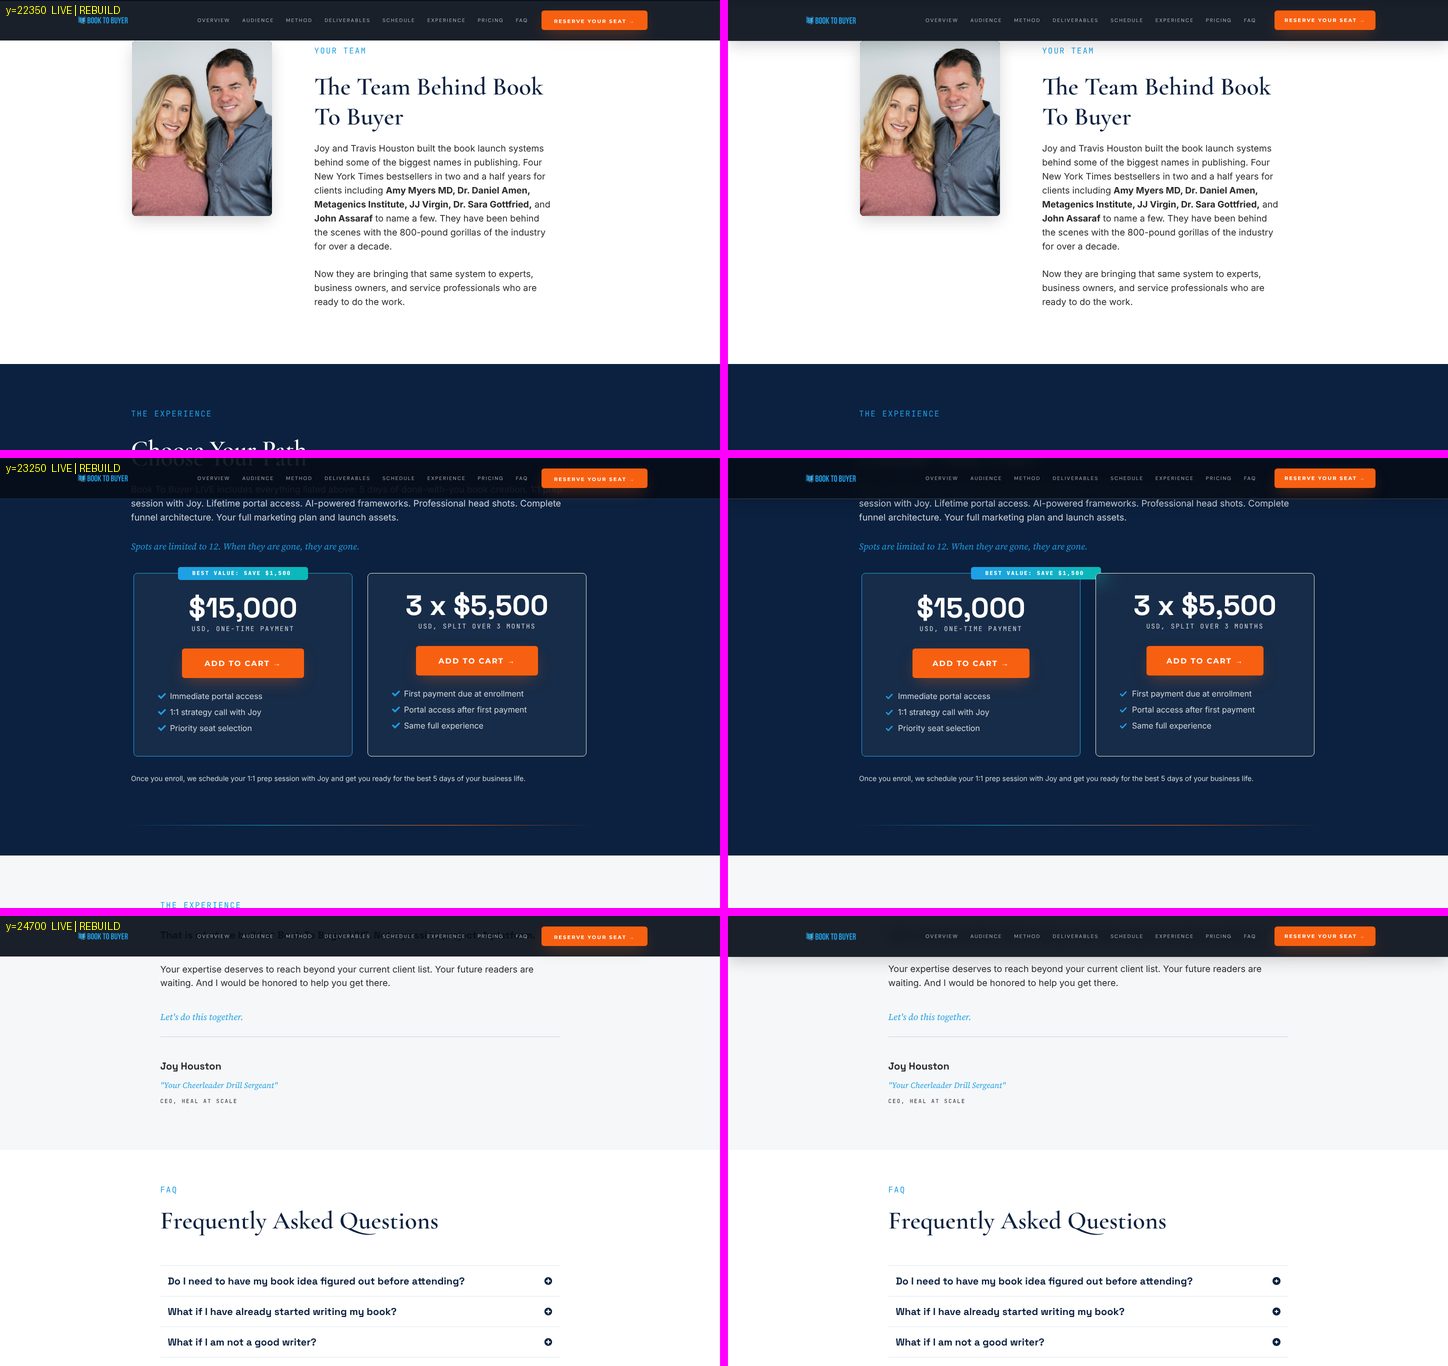 y=22350 LIVE | REBUILD
BOOK TO BUYER
OVERVIEW AUDIENCE METHOD DELIVERABLES SCHEDULE EXPERIENCE PRICING FAQ RESERVE YOUR SEAT →
YOUR TEAM
The Team Behind Book
To Buyer
Joy and Travis Houston built the book launch systems
behind some of the biggest names in publishing. Four
New York Times bestsellers in two and a half years for
clients including Amy Myers MD, Dr. Daniel Amen,
Metagenics Institute, JJ Virgin, Dr. Sara Gottfried, and
John Assaraf to name a few. They have been behind
the scenes with the 800-pound gorillas of the industry
for over a decade.
Now they are bringing that same system to experts,
business owners, and service professionals who are
ready to do the work.
THE EXPERIENCE
Choose Your Path
BOOK TO BUYER
OVERVIEW AUDIENCE METHOD DELIVERABLES SCHEDULE EXPERIENCE PRICING FAQ RESERVE YOUR SEAT →
YOUR TEAM
The Team Behind Book
To Buyer
Joy and Travis Houston built the book launch systems
behind some of the biggest names in publishing. Four
New York Times bestsellers in two and a half years for
clients including Amy Myers MD, Dr. Daniel Amen,
Metagenics Institute, JJ Virgin, Dr. Sara Gottfried, and
John Assaraf to name a few. They have been behind
the scenes with the 800-pound gorillas of the industry
for over a decade.
Now they are bringing that same system to experts,
business owners, and service professionals who are
ready to do the work.
THE EXPERIENCE
y=23250 LIVE | REBUILD
Choose Your Path
BOOK TO BUYER
OVERVIEW AUDIENCE METHOD DELIVERABLES SCHEDULE EXPERIENCE PRICING FAQ RESERVE YOUR SEAT →
session with Joy. Lifetime portal access. AI-powered frameworks. Professional head shots. Complete
funnel architecture. Your full marketing plan and launch assets.
Spots are limited to 12. When they are gone, they are gone.
BEST VALUE: SAVE $1,500
$15,000
USD, ONE-TIME PAYMENT
ADD TO CART →
Immediate portal access
1:1 strategy call with Joy
Priority seat selection
3 x $5,500
USD, SPLIT OVER 3 MONTHS
ADD TO CART →
First payment due at enrollment
Portal access after first payment
Same full experience
Once you enroll, we schedule your 1:1 prep session with Joy and get you ready for the best 5 days of your business life.
THE EXPERIENCE
BOOK TO BUYER
OVERVIEW AUDIENCE METHOD DELIVERABLES SCHEDULE EXPERIENCE PRICING FAQ RESERVE YOUR SEAT →
session with Joy. Lifetime portal access. AI-powered frameworks. Professional head shots. Complete
funnel architecture. Your full marketing plan and launch assets.
Spots are limited to 12. When they are gone, they are gone.
BEST VALUE: SAVE $1,500
$15,000
USD, ONE-TIME PAYMENT
ADD TO CART →
Immediate portal access
1:1 strategy call with Joy
Priority seat selection
3 x $5,500
USD, SPLIT OVER 3 MONTHS
ADD TO CART →
First payment due at enrollment
Portal access after first payment
Same full experience
Once you enroll, we schedule your 1:1 prep session with Joy and get you ready for the best 5 days of your business life.
y=24700 LIVE | REBUILD
BOOK TO BUYER
OVERVIEW AUDIENCE METHOD DELIVERABLES SCHEDULE EXPERIENCE PRICING FAQ RESERVE YOUR SEAT →
Your expertise deserves to reach beyond your current client list. Your future readers are
waiting. And I would be honored to help you get there.
Let's do this together.
Joy Houston
"Your Cheerleader Drill Sergeant"
CEO, HEAL AT SCALE
FAQ
Frequently Asked Questions
Do I need to have my book idea figured out before attending?
What if I have already started writing my book?
What if I am not a good writer?
BOOK TO BUYER
OVERVIEW AUDIENCE METHOD DELIVERABLES SCHEDULE EXPERIENCE PRICING FAQ RESERVE YOUR SEAT →
Your expertise deserves to reach beyond your current client list. Your future readers are
waiting. And I would be honored to help you get there.
Let's do this together.
Joy Houston
"Your Cheerleader Drill Sergeant"
CEO, HEAL AT SCALE
FAQ
Frequently Asked Questions
Do I need to have my book idea figured out before attending?
What if I have already started writing my book?
What if I am not a good writer?